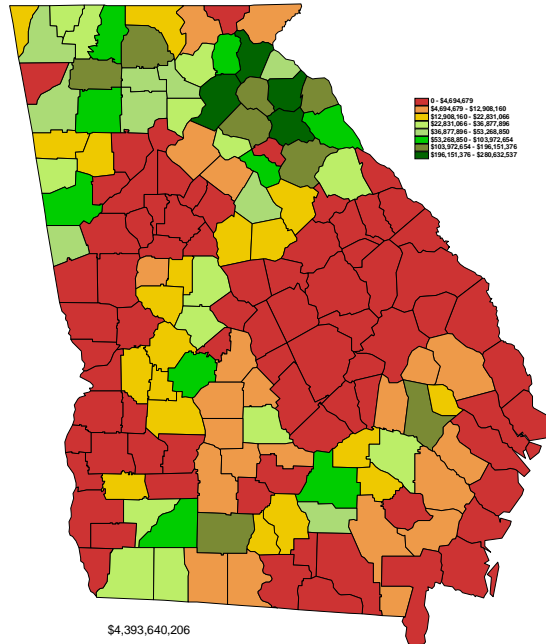 0 - $4,694,679
$4,694,679 - $12,908,160
$12,908,160 - $22,831,066
$22,831,066 - $36,877,896
$36,877,896 - $53,268,850
$53,268,850 - $103,972,654
$103,972,654 - $196,151,376
$196,151,376 - $280,632,537
$4,393,640,206